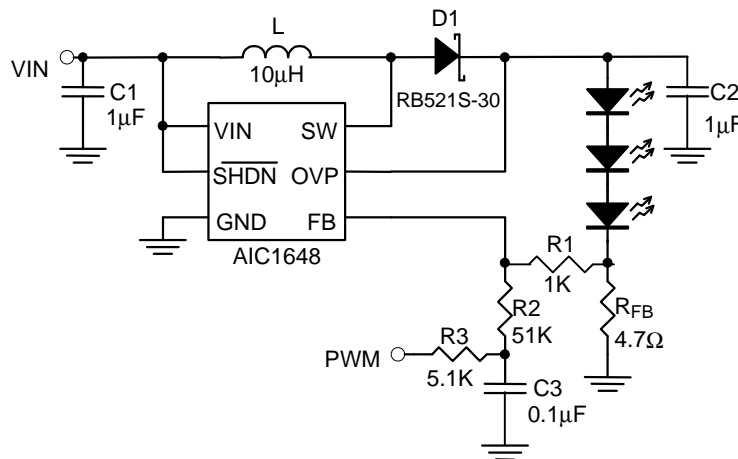 D1
L
VIN
10μH
RB521S-30
C1
1μF
C2
1μF
VIN
SW
SHDN
OVP
GND
FB
AIC1648
R1
1K
R2
51K
RFB
4.7Ω
R3
PWM
5.1K
C3
0.1μF